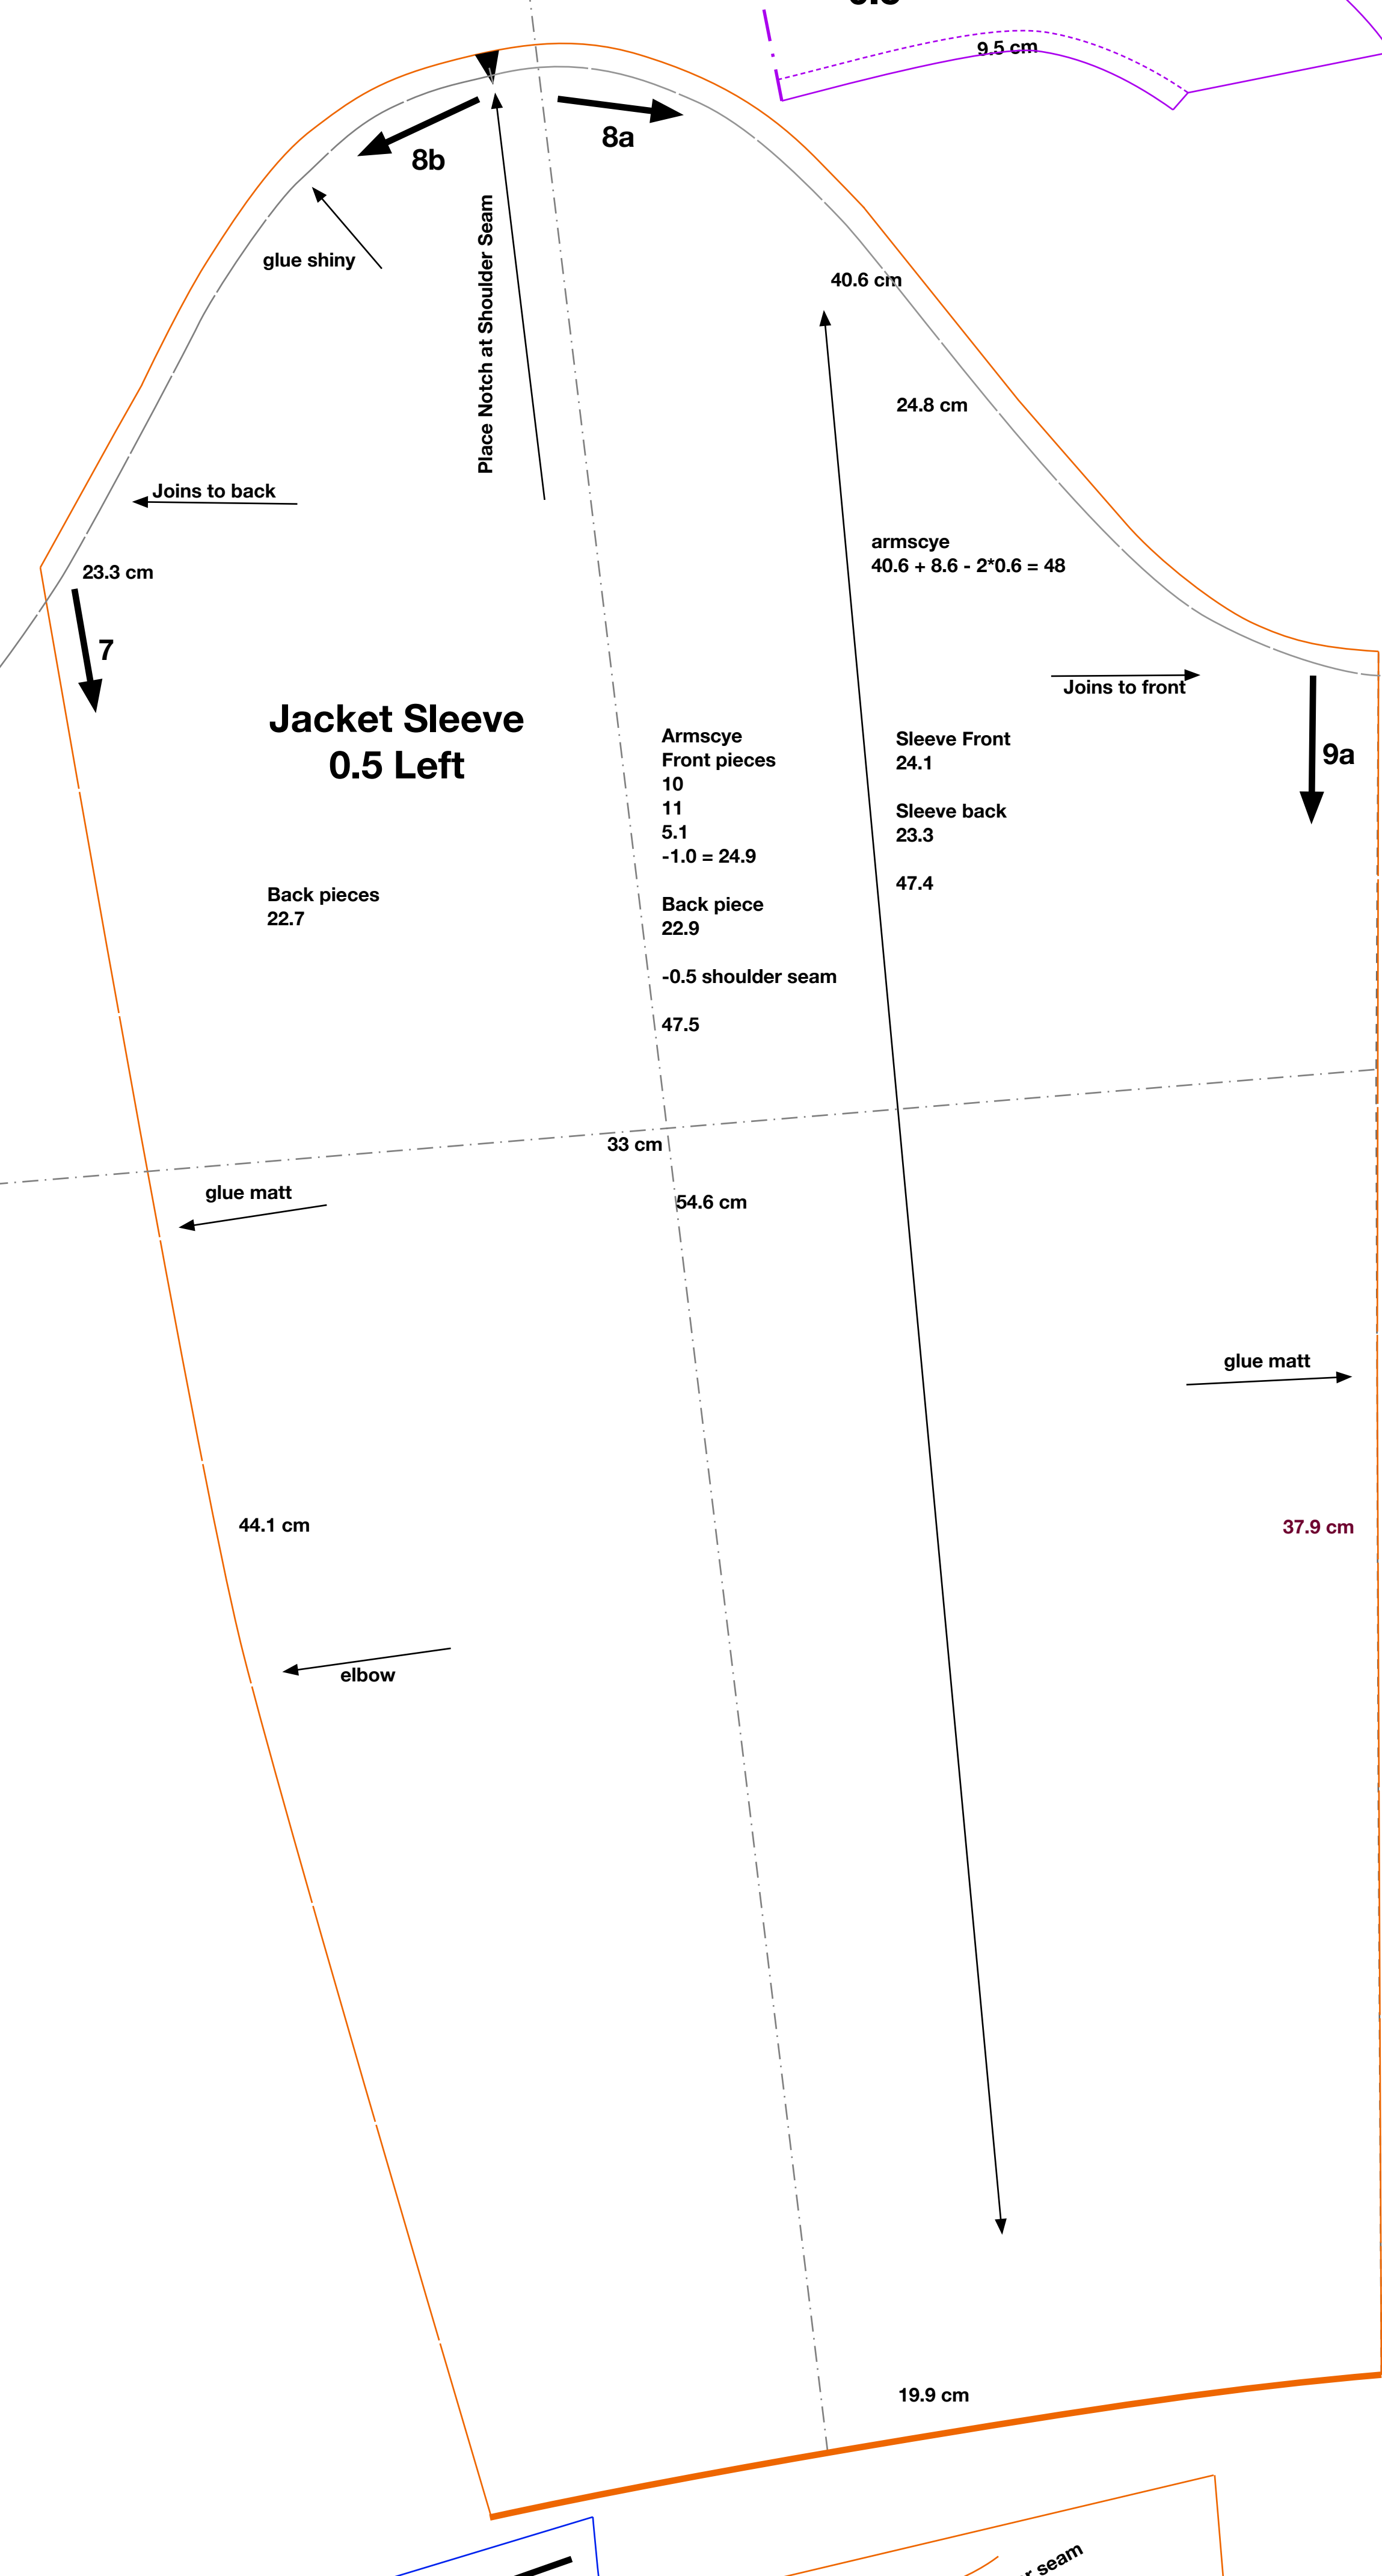 9.5 cm
8a
8b
Place Notch at Shoulder Seam
glue shiny
40.6 cm
24.8 cm
Joins to back
armscye
40.6 + 8.6 - 2*0.6 = 48
23.3 cm
7
Joins to front
Jacket Sleeve
0.5 Left
Armscye
Front pieces
10
11
5.1
-1.0 = 24.9
Back piece
22.9
-0.5 shoulder seam
47.5
Sleeve Front
24.1
Sleeve back
23.3
47.4
9a
Back pieces
22.7
33 cm
glue matt
54.6 cm
glue matt
44.1 cm
37.9 cm
elbow
19.9 cm
seam